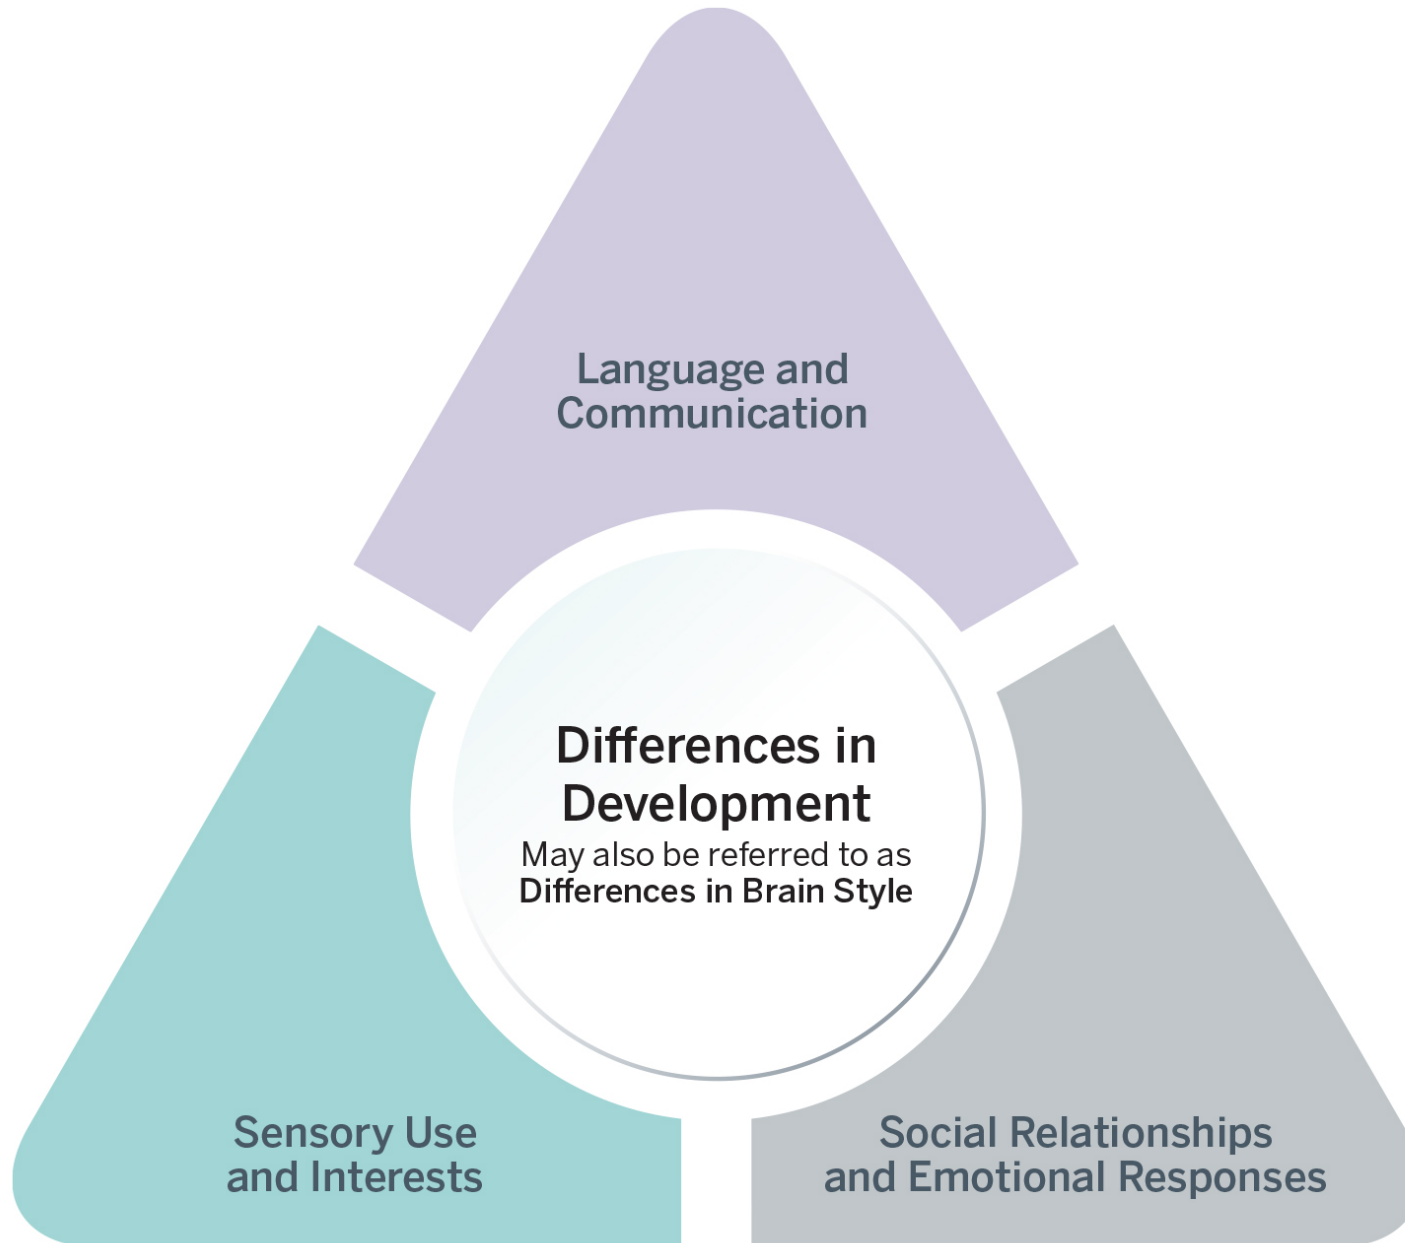 Language and
Communication
Differences in
Development
May also be referred to as
Differences in Brain Style
Sensory Use
and Interests
Social Relationships
and Emotional Responses